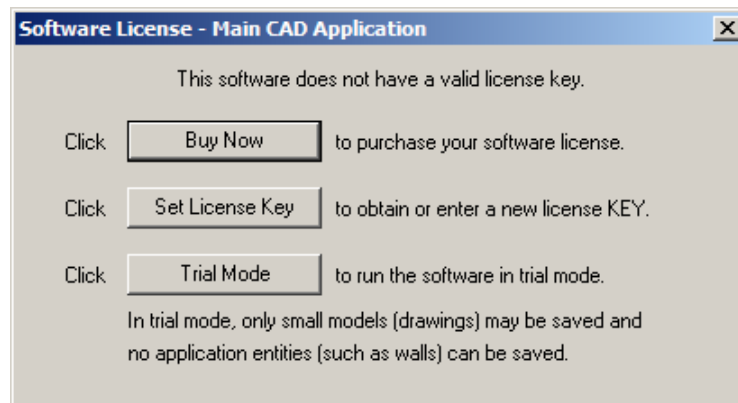 Software License - Main CAD Application
This software does not have a valid license key.
Click Buy Now to purchase your software license.
Click Set License Key to obtain or enter a new license KEY.
Click Trial Mode to run the software in trial mode.
In trial mode, only small models (drawings) may be saved and
no application entities (such as walls) can be saved.